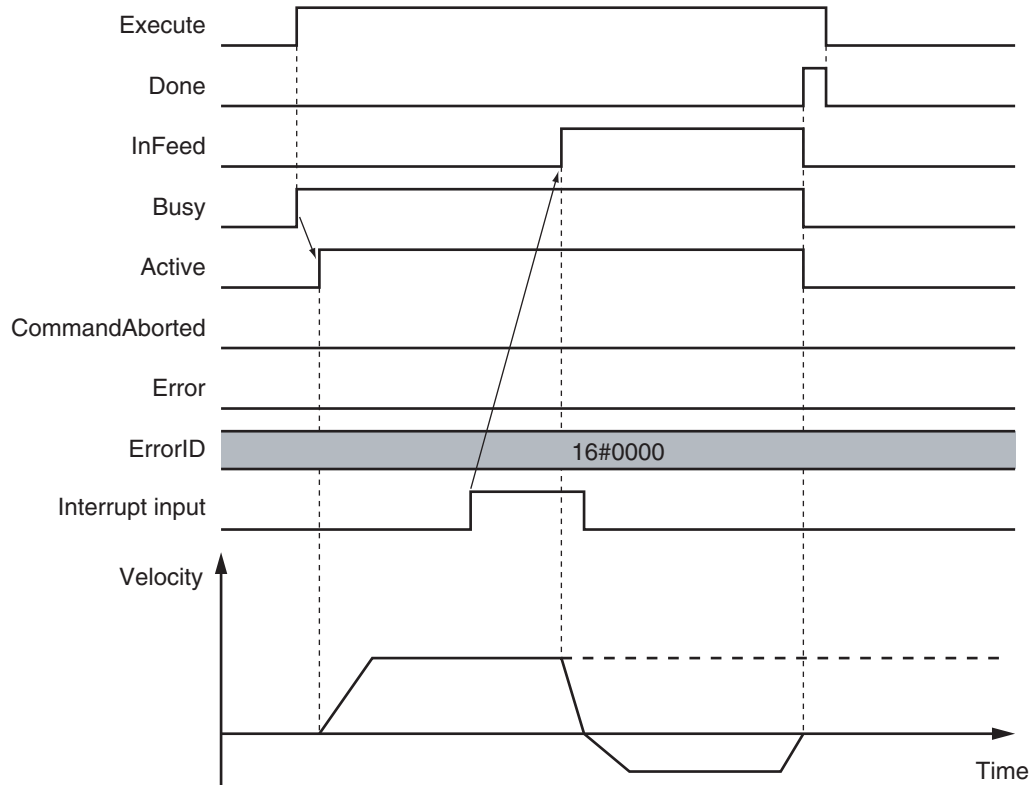 Execute
Done
InFeed
Busy
Active
CommandAborted
Error
ErrorID
16#0000
Interrupt input
Velocity
Time